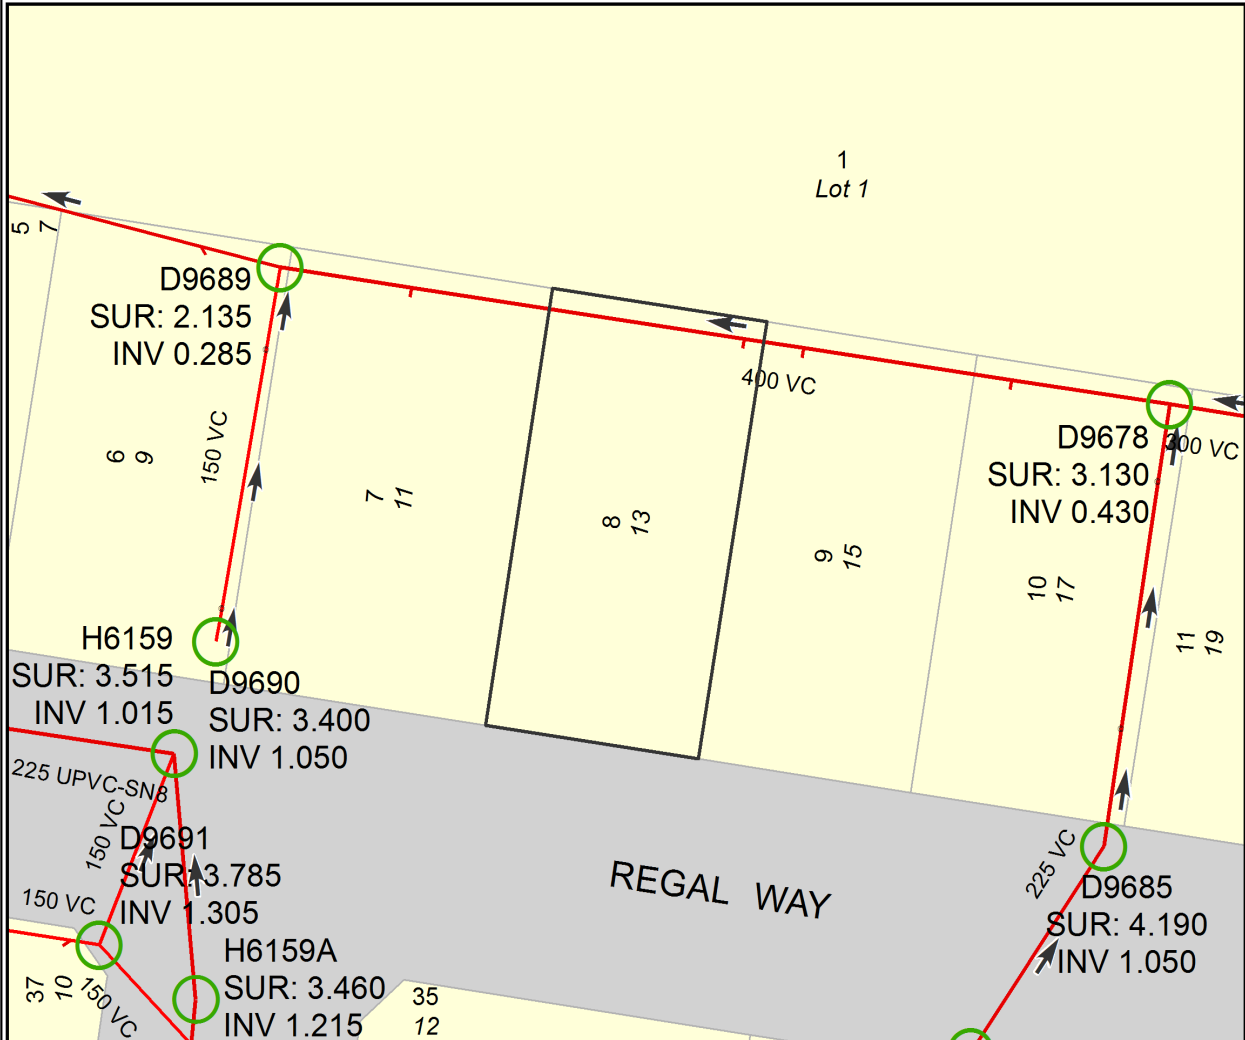 1
Lot 1
5
7
D9689
SUR: 2.135
INV 0.285
400 VC
D9678
SUR: 3.130
INV 0.430
300 VC
150 VC
6
9
7
11
8
13
9
15
10
17
11
19
H6159
SUR: 3.515
INV 1.015
D9690
SUR: 3.400
INV 1.050
225 UPVC-SN8
150 VC
D9691
SUR: 3.785
INV 1.305
150 VC
REGAL WAY
225 VC
D9685
SUR: 4.190
INV 1.050
H6159A
SUR: 3.460
INV 1.215
37
10
150 VC
35
12